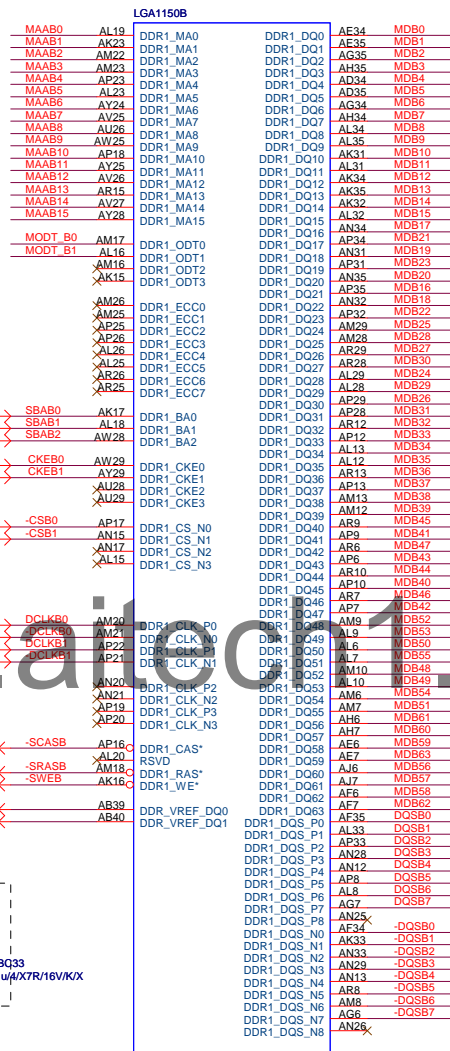 LGA1150B
MAAB0 AL19 DDR1_MA0
MAAB1 AK23 DDR1_MA1
MAAB2 AM22 DDR1_MA2
MAAB3 AM23 DDR1_MA3
MAAB4 AP23 DDR1_MA4
MAAB5 AL23 DDR1_MA5
MAAB6 AY24 DDR1_MA6
MAAB7 AV25 DDR1_MA7
MAAB8 AU26 DDR1_MA8
MAAB9 AW25 DDR1_MA9
MAAB10 AP18 DDR1_MA10
MAAB11 AY25 DDR1_MA11
MAAB12 AV26 DDR1_MA12
MAAB13 AR15 DDR1_MA13
MAAB14 AV27 DDR1_MA14
MAAB15 AY28 DDR1_MA15
MODT_B0 AM17 DDR1_ODT0
MODT_B1 AL16 DDR1_ODT1
AM16 DDR1_ODT2
AK15 DDR1_ODT3
AM26 DDR1_ECC0
AM25 DDR1_ECC1
AP25 DDR1_ECC2
AP26 DDR1_ECC3
AL26 DDR1_ECC4
AL25 DDR1_ECC5
AR26 DDR1_ECC6
AR25 DDR1_ECC7
SBAB0 AK17 DDR1_BA0
SBAB1 AL18 DDR1_BA1
SBAB2 AW28 DDR1_BA2
CKEB0 AW29 DDR1_CKE0
CKEB1 AY29 DDR1_CKE1
AU28 DDR1_CKE2
AU29 DDR1_CKE3
-CSB0 AP17 DDR1_CS_N0
-CSB1 AN15 DDR1_CS_N1
AN17 DDR1_CS_N2
AL15 DDR1_CS_N3
DCLKB0 AM20 DDR1_CLK_P0
-DCLKB0 AM21 DDR1_CLK_N0
DCLKB1 AP22 DDR1_CLK_P1
-DCLKB1 AP21 DDR1_CLK_N1
AN20 DDR1_CLK_P2
AN21 DDR1_CLK_N2
AP19 DDR1_CLK_P3
AP20 DDR1_CLK_N3
-SCASB AP16 DDR1_CAS*
AL20 RSVD
-SRASB AM18 DDR1_RAS*
-SWEB AK16 DDR1_WE*
AB39 DDR_VREF_DQ0
AB40 DDR_VREF_DQ1
DDR1_DQ0 AE34 MDB0
DDR1_DQ1 AE35 MDB1
DDR1_DQ2 AG35 MDB2
DDR1_DQ3 AH35 MDB3
DDR1_DQ4 AD34 MDB4
DDR1_DQ5 AD35 MDB5
DDR1_DQ6 AG34 MDB6
DDR1_DQ7 AH34 MDB7
DDR1_DQ8 AL34 MDB8
DDR1_DQ9 AL35 MDB9
DDR1_DQ10 AK31 MDB10
DDR1_DQ11 AL31 MDB11
DDR1_DQ12 AK34 MDB12
DDR1_DQ13 AK35 MDB13
DDR1_DQ14 AK32 MDB14
DDR1_DQ15 AL32 MDB15
DDR1_DQ16 AN34 MDB17
DDR1_DQ17 AP34 MDB21
DDR1_DQ18 AN31 MDB19
DDR1_DQ19 AP31 MDB23
DDR1_DQ20 AN35 MDB20
DDR1_DQ21 AP35 MDB16
DDR1_DQ22 AN32 MDB18
DDR1_DQ23 AP32 MDB22
DDR1_DQ24 AM29 MDB25
DDR1_DQ25 AM28 MDB28
DDR1_DQ26 AR29 MDB27
DDR1_DQ27 AR28 MDB30
DDR1_DQ28 AL29 MDB24
DDR1_DQ29 AL28 MDB29
DDR1_DQ30 AP29 MDB26
DDR1_DQ31 AP28 MDB31
DDR1_DQ32 AR12 MDB32
DDR1_DQ33 AP12 MDB33
DDR1_DQ34 AL13 MDB34
DDR1_DQ35 AL12 MDB35
DDR1_DQ36 AR13 MDB36
DDR1_DQ37 AP13 MDB37
DDR1_DQ38 AM13 MDB38
DDR1_DQ39 AM12 MDB39
DDR1_DQ40 AR9 MDB45
DDR1_DQ41 AP9 MDB41
DDR1_DQ42 AR6 MDB47
DDR1_DQ43 AP6 MDB43
DDR1_DQ44 AR10 MDB44
DDR1_DQ45 AP10 MDB40
DDR1_DQ46 AR7 MDB46
DDR1_DQ47 AP7 MDB42
DDR1_DQ48 AM9 MDB52
DDR1_DQ49 AL9 MDB53
DDR1_DQ50 AL6 MDB50
DDR1_DQ51 AL7 MDB55
DDR1_DQ52 AM10 MDB48
DDR1_DQ53 AL10 MDB49
DDR1_DQ54 AM6 MDB54
DDR1_DQ55 AM7 MDB51
DDR1_DQ56 AH6 MDB61
DDR1_DQ57 AH7 MDB60
DDR1_DQ58 AE6 MDB59
DDR1_DQ59 AE7 MDB63
DDR1_DQ60 AJ6 MDB56
DDR1_DQ61 AJ7 MDB57
DDR1_DQ62 AF6 MDB58
DDR1_DQ63 AF7 MDB62
DDR1_DQS_P0 AF35 DQSB0
DDR1_DQS_P1 AL33 DQSB1
DDR1_DQS_P2 AP33 DQSB2
DDR1_DQS_P3 AN28 DQSB3
DDR1_DQS_P4 AN12 DQSB4
DDR1_DQS_P5 AP8 DQSB5
DDR1_DQS_P6 AL8 DQSB6
DDR1_DQS_P7 AG7 DQSB7
DDR1_DQS_P8 AN25
DDR1_DQS_N0 AF34 -DQSB0
DDR1_DQS_N1 AK33 -DQSB1
DDR1_DQS_N2 AN33 -DQSB2
DDR1_DQS_N3 AN29 -DQSB3
DDR1_DQS_N4 AN13 -DQSB4
DDR1_DQS_N5 AR8 -DQSB5
DDR1_DQS_N6 AM8 -DQSB6
DDR1_DQS_N7 AG6 -DQSB7
DDR1_DQS_N8 AN26
.aitech1.
BC33
u/4/X7R/16V/K/X